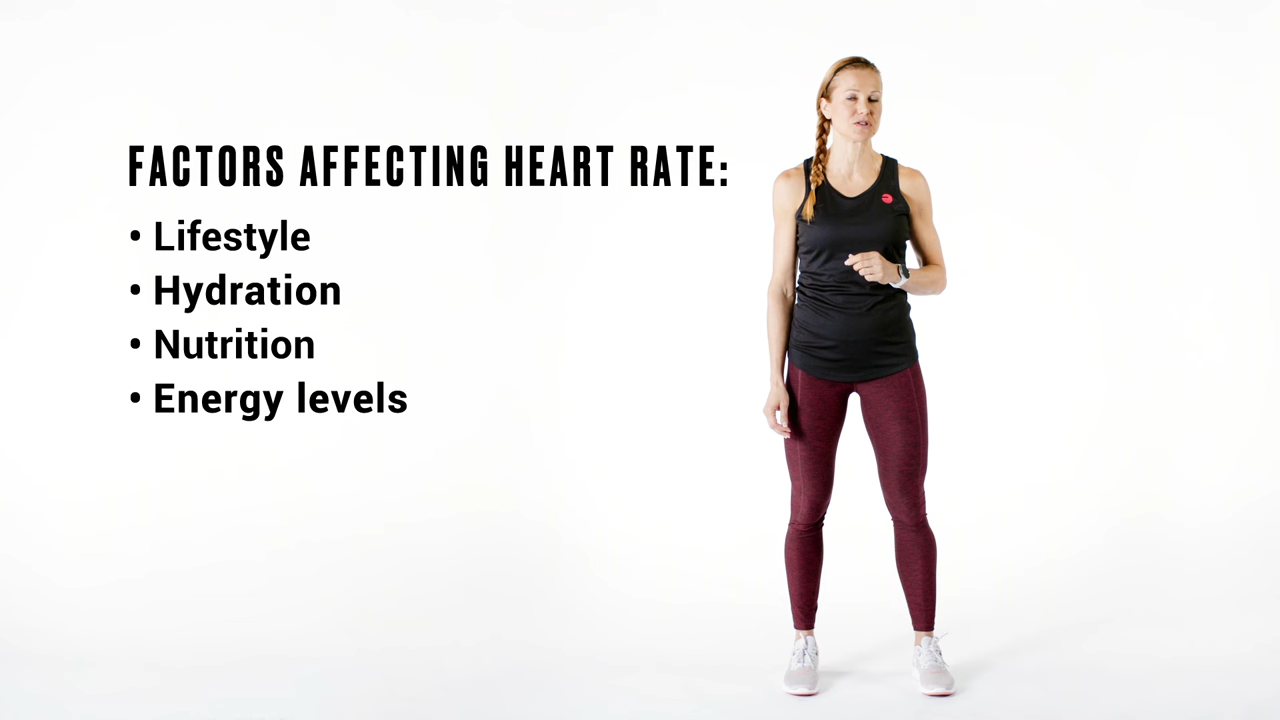 FACTORS AFFECTING HEART RATE:
• Lifestyle
• Hydration
• Nutrition
• Energy levels